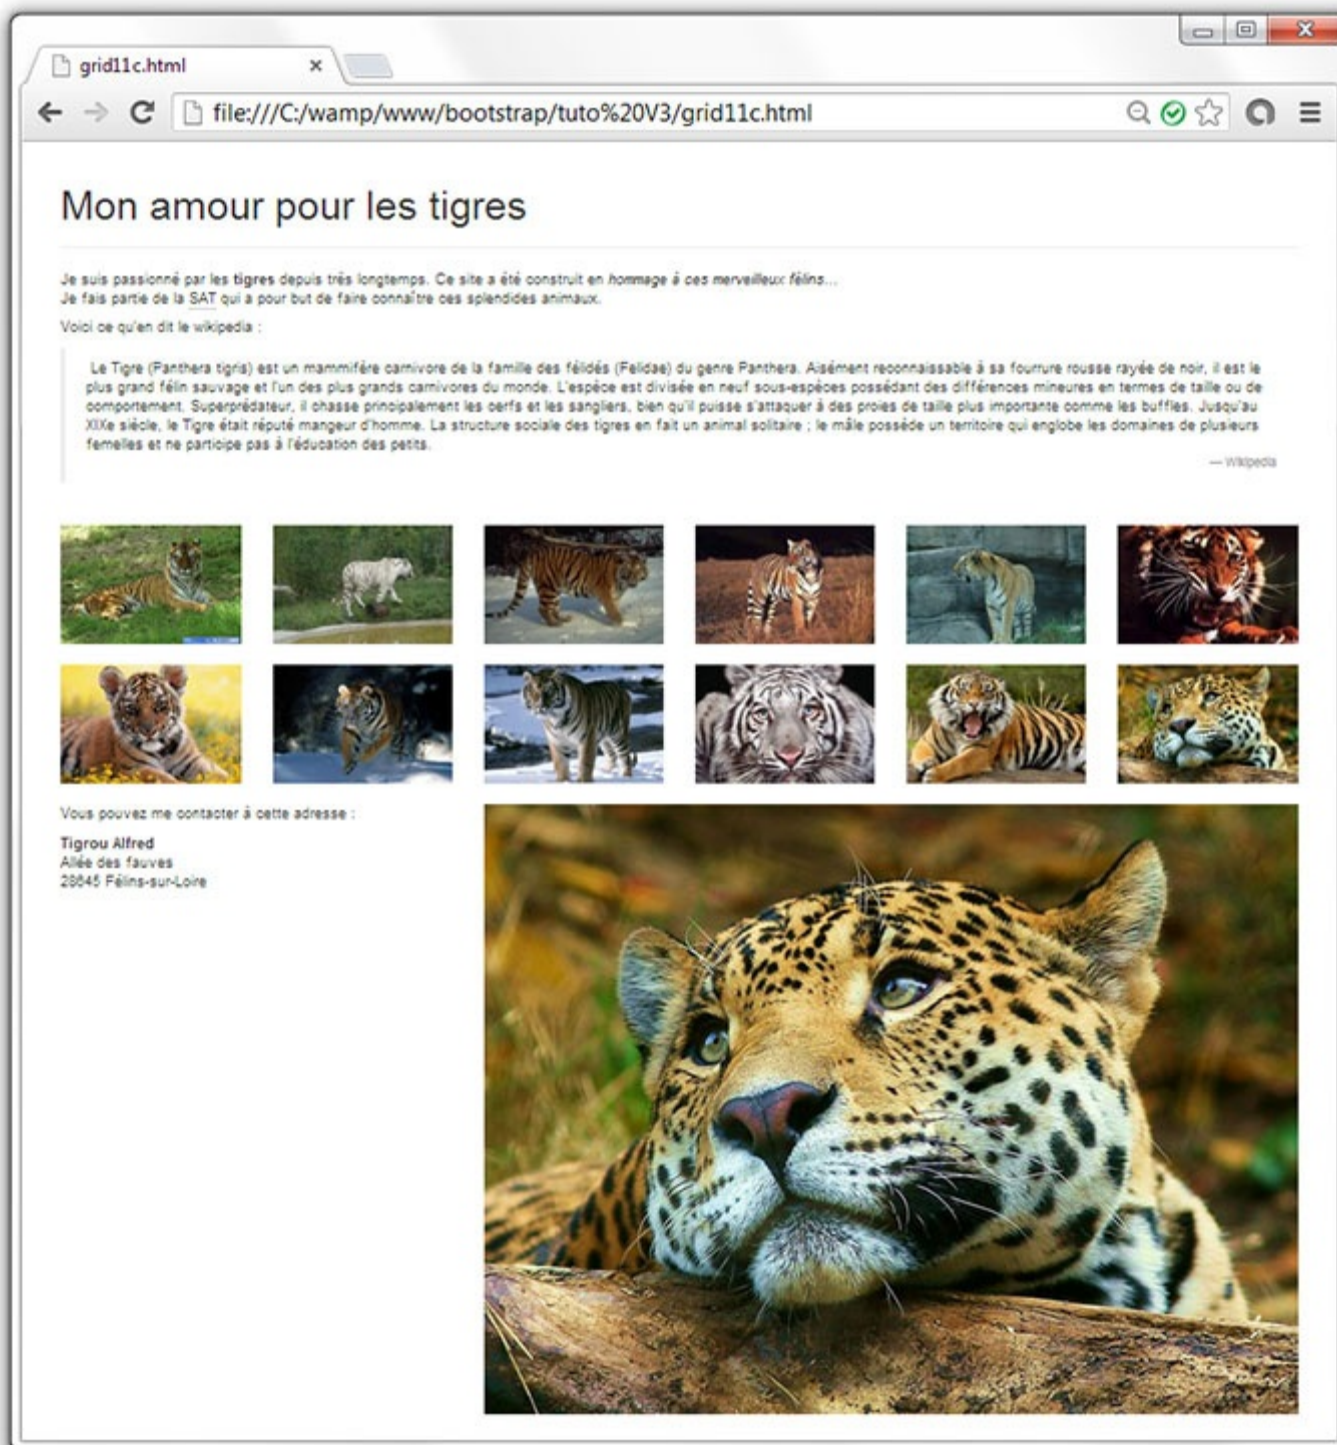 grid11c.html
file:///C:/wamp/www/bootstrap/tuto%20V3/grid11c.html
Mon amour pour les tigres
Je suis passionné par les tigres depuis très longtemps. Ce site a été construit en hommage à ces merveilleux félins...
Je fais partie de la SAT qui a pour but de faire connaître ces splendides animaux.
Voici ce qu'en dit le wikipedia :
Le Tigre (Panthera tigris) est un mammifère carnivore de la famille des félidés (Felidae) du genre Panthera. Aisément reconnaissable à sa fourrure rousse rayée de noir, il est le
plus grand félin sauvage et l'un des plus grands carnivores du monde. L'espèce est divisée en neuf sous-espèces possédant des différences mineures en termes de taille ou de
comportement. Superprédateur, il chasse principalement les cerfs et les sangliers, bien qu'il puisse s'attaquer à des proies de taille plus importante comme les buffles. Jusqu'au
XIXe siècle, le Tigre était réputé mangeur d'homme. La structure sociale des tigres en fait un animal solitaire ; le mâle possède un territoire qui englobe les domaines de plusieurs
femelles et ne participe pas à l'éducation des petits.
— Wikipedia
Vous pouvez me contacter à cette adresse :
Tigrou Alfred
Allée des fauves
28645 Félins-sur-Loire